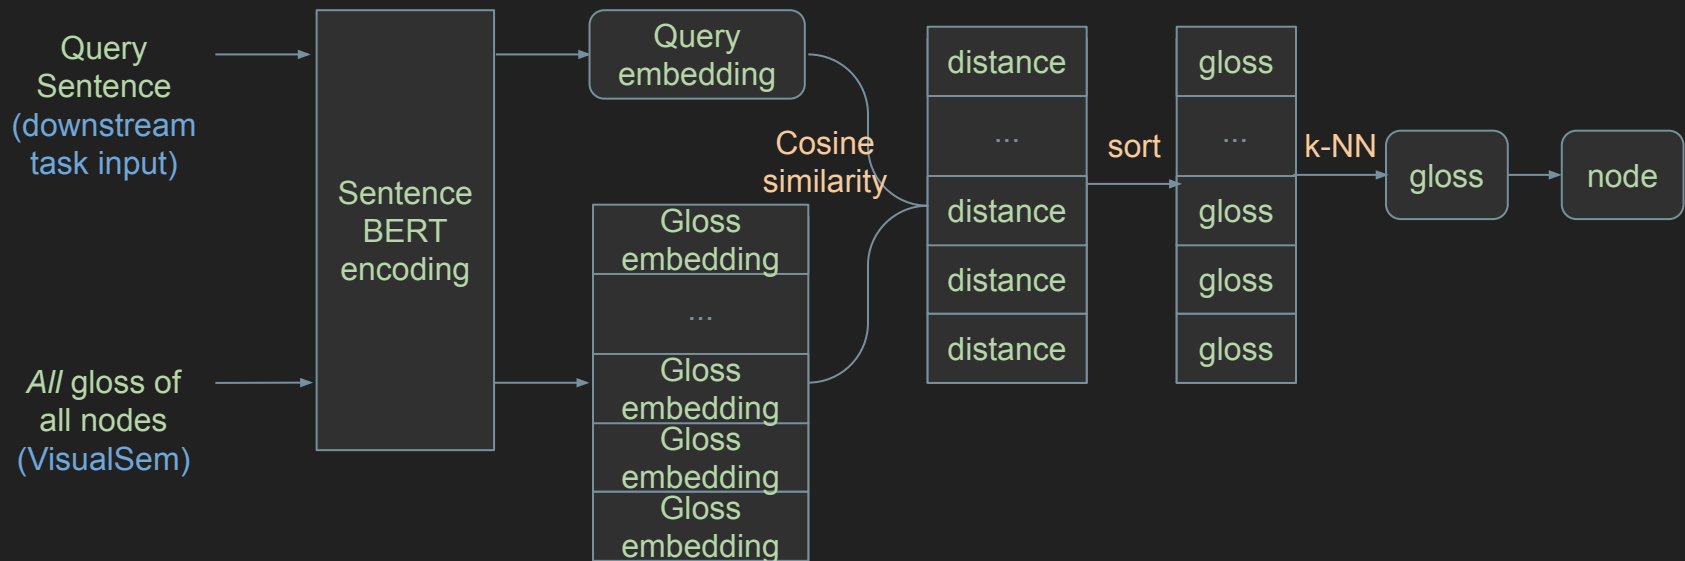 Query
Sentence
(downstream
task input)
All gloss of
all nodes
(VisualSem)
Sentence
BERT
encoding
Query
embedding
Gloss
embedding
...
Gloss
embedding
Gloss
embedding
Gloss
embedding
Cosine
similarity
distance
...
distance
distance
distance
sort
gloss
...
gloss
gloss
gloss
k-NN
gloss
node